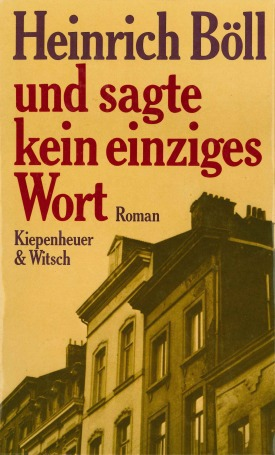 Heinrich Böll
und sagte
kein einziges
Wort Roman
Kiepenheuer
& Witsch